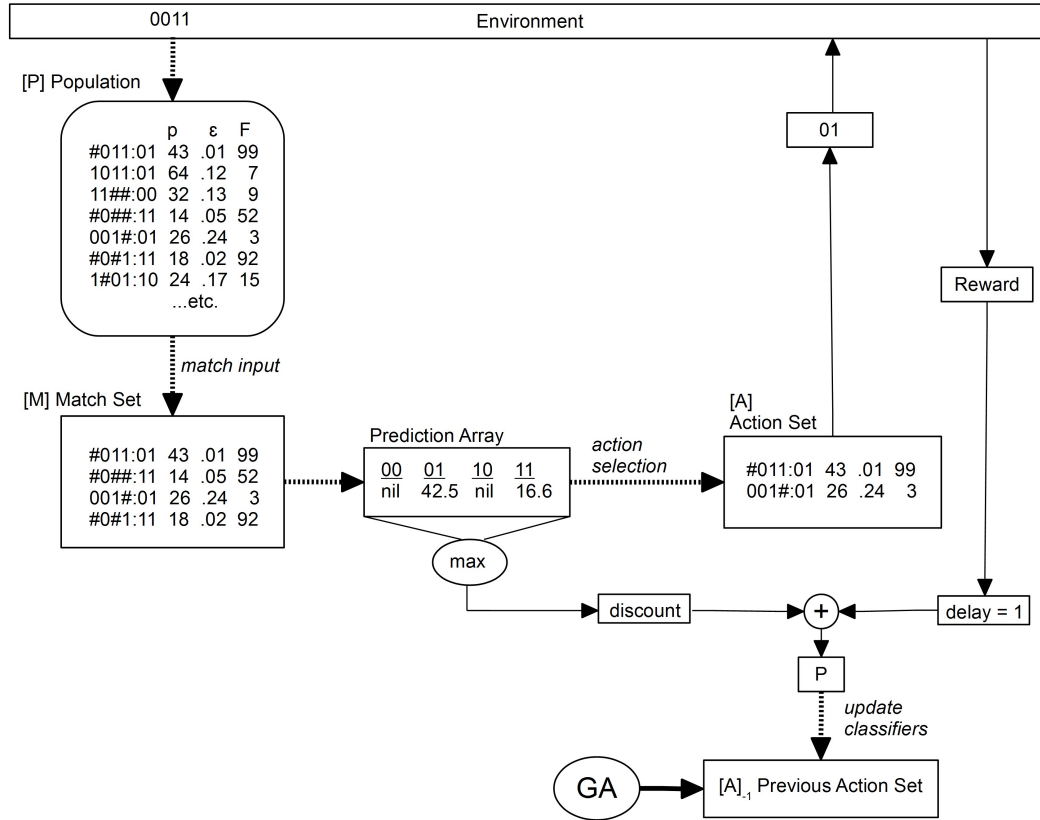 0011
Environment
[P] Population
p ε F
#011:01 43 .01 99
1011:01 64 .12 7
11##:00 32 .13 9
#0##:11 14 .05 52
001#:01 26 .24 3
#0#1:11 18 .02 92
1#01:10 24 .17 15
...etc.
match input
[M] Match Set
#011:01 43 .01 99
#0##:11 14 .05 52
001#:01 26 .24 3
#0#1:11 18 .02 92
Prediction Array
00 01 10 11
nil 42.5 nil 16.6
max
action
selection
[A]
Action Set
#011:01 43 .01 99
001#:01 26 .24 3
01
Reward
discount
+
delay = 1
P
update
classifiers
GA
[A]-1 Previous Action Set